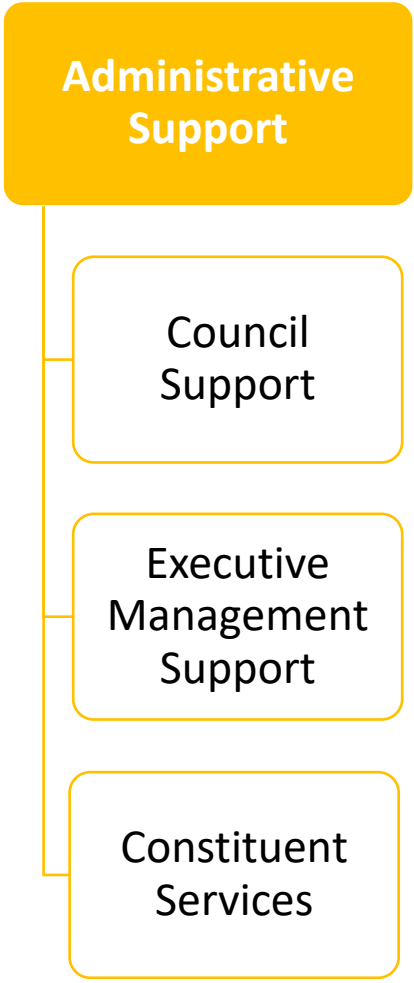 Administrative
Support
Council
Support
Executive
Management
Support
Constituent
Services